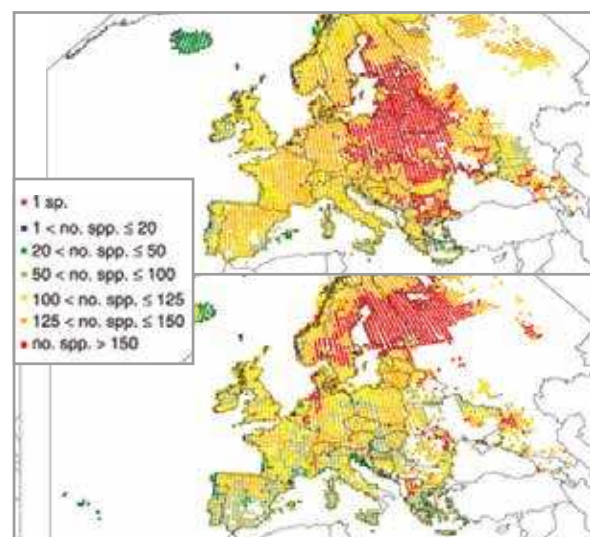 1 sp.
1 < no. spp. ≤ 20
20 < no. spp. ≤ 50
50 < no. spp. ≤ 100
100 < no. spp. ≤ 125
125 < no. spp. ≤ 150
no. spp. > 150